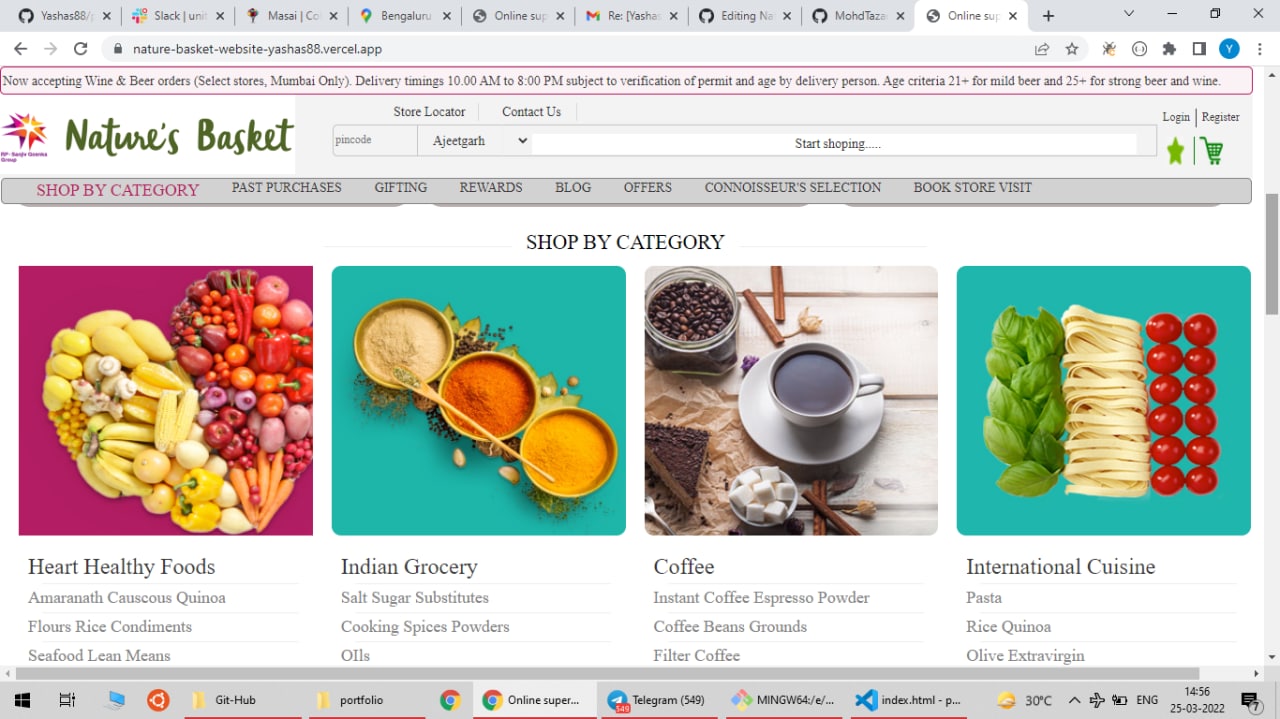 Yashas88/p
Slack | unit
Masai | Col
Bengaluru
Online sup
Re: [Yashas
Editing Nat
MohdTazar
Online sup
nature-basket-website-yashas88.vercel.app
Y
Now accepting Wine & Beer orders (Select stores, Mumbai Only). Delivery timings 10.00 AM to 8:00 PM subject to verification of permit and age by delivery person. Age criteria 21+ for mild beer and 25+ for strong beer and wine.
RP-Sanjiv Goenka
Group
Nature's Basket
Store Locator
Contact Us
Login
Register
pincode
Ajeetgarh
Start shoping.....
SHOP BY CATEGORY
PAST PURCHASES
GIFTING
REWARDS
BLOG
OFFERS
CONNOISSEUR'S SELECTION
BOOK STORE VISIT
SHOP BY CATEGORY
Heart Healthy Foods
Indian Grocery
Coffee
International Cuisine
Amaranath Causcous Quinoa
Salt Sugar Substitutes
Instant Coffee Espresso Powder
Pasta
Flours Rice Condiments
Cooking Spices Powders
Coffee Beans Grounds
Rice Quinoa
Seafood Lean Means
OIls
Filter Coffee
Olive Extravirgin
Git-Hub
portfolio
Online super...
549
Telegram (549)
MINGW64:/e/...
index.html - p...
30°C
ENG
14:56
25-03-2022
7